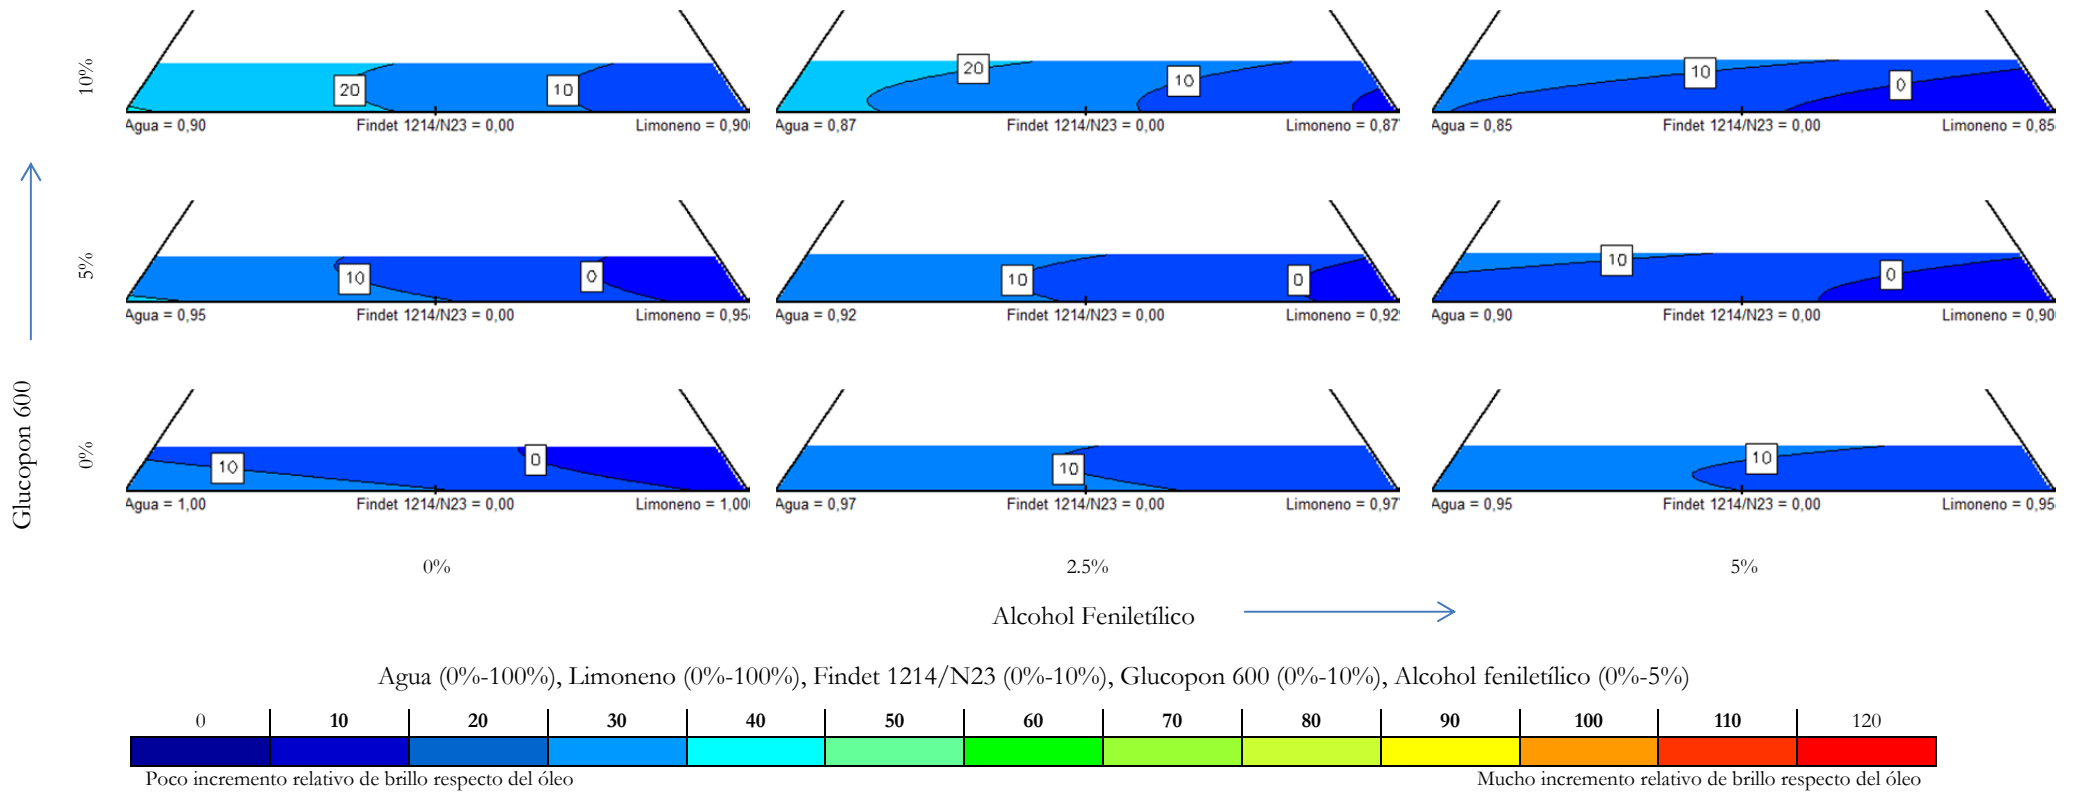 10%
20
10
Agua = 0,90
Findet 1214/N23 = 0,00
Limoneno = 0,90
20
10
Agua = 0,87
Findet 1214/N23 = 0,00
Limoneno = 0,87
10
0
Agua = 0,85
Findet 1214/N23 = 0,00
Limoneno = 0,85
5%
10
0
Agua = 0,95
Findet 1214/N23 = 0,00
Limoneno = 0,95
10
0
Agua = 0,92
Findet 1214/N23 = 0,00
Limoneno = 0,92
10
0
Agua = 0,90
Findet 1214/N23 = 0,00
Limoneno = 0,90
Glucopon 600
0%
10
0
Agua = 1,00
Findet 1214/N23 = 0,00
Limoneno = 1,00
10
Agua = 0,97
Findet 1214/N23 = 0,00
Limoneno = 0,97
10
Agua = 0,95
Findet 1214/N23 = 0,00
Limoneno = 0,95
0% 2.5% 5%
Alcohol Feniletílico
Agua (0%-100%), Limoneno (0%-100%), Findet 1214/N23 (0%-10%), Glucopon 600 (0%-10%), Alcohol feniletílico (0%-5%)
0 10 20 30 40 50 60 70 80 90 100 110 120
Poco incremento relativo de brillo respecto del óleo
Mucho incremento relativo de brillo respecto del óleo